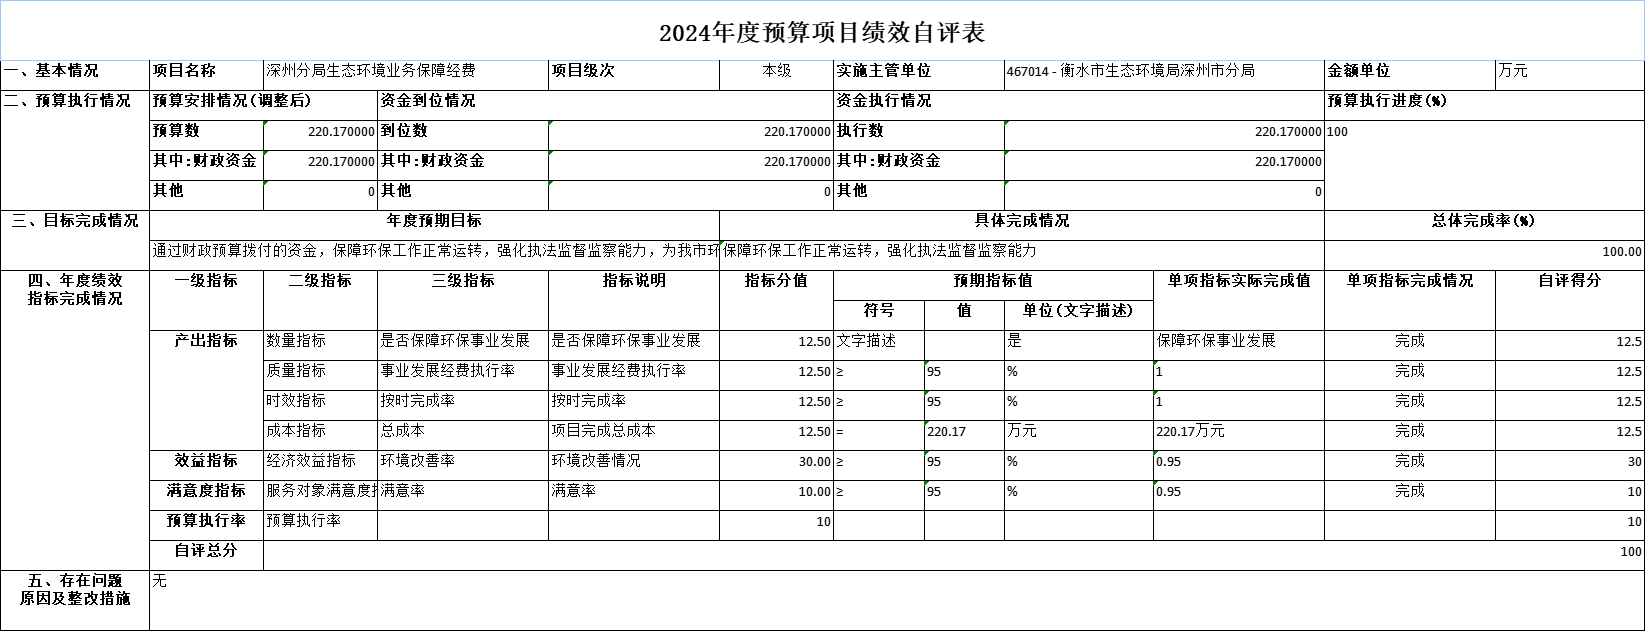 2024年度预算项目绩效自评表
一、基本情况 项目名称 深州分局生态环境业务保障经费 项目级次 本级 实施主管单位 467014 - 衡水市生态环境局深州市分局 金额单位 万元
二、预算执行情况 预算安排情况(调整后) 资金到位情况 资金执行情况 预算执行进度(%)
预算数 220.170000 到位数 220.170000 执行数 220.170000 100
其中:财政资金 220.170000 其中:财政资金 220.170000 其中:财政资金 220.170000
其他 0 其他 0 其他 0
三、目标完成情况 年度预期目标 具体完成情况 总体完成率(%)
通过财政预算拨付的资金，保障环保工作正常运转，强化执法监督监察能力，为我市环 保障环保工作正常运转，强化执法监督监察能力 100.00
四、年度绩效
指标完成情况 一级指标 二级指标 三级指标 指标说明 指标分值 预期指标值 单项指标实际完成值 单项指标完成情况 自评得分
符号 值 单位(文字描述)
产出指标 数量指标 是否保障环保事业发展 是否保障环保事业发展 12.50 文字描述 是 保障环保事业发展 完成 12.5
质量指标 事业发展经费执行率 事业发展经费执行率 12.50 ≥ 95 % 1 完成 12.5
时效指标 按时完成率 按时完成率 12.50 ≥ 95 % 1 完成 12.5
成本指标 总成本 项目完成总成本 12.50 = 220.17 万元 220.17万元 完成 12.5
效益指标 经济效益指标 环境改善率 环境改善情况 30.00 ≥ 95 % 0.95 完成 30
满意度指标 服务对象满意度 满意率 满意率 10.00 ≥ 95 % 0.95 完成 10
预算执行率 预算执行率 10 10
自评总分 100
五、存在问题
原因及整改措施 无